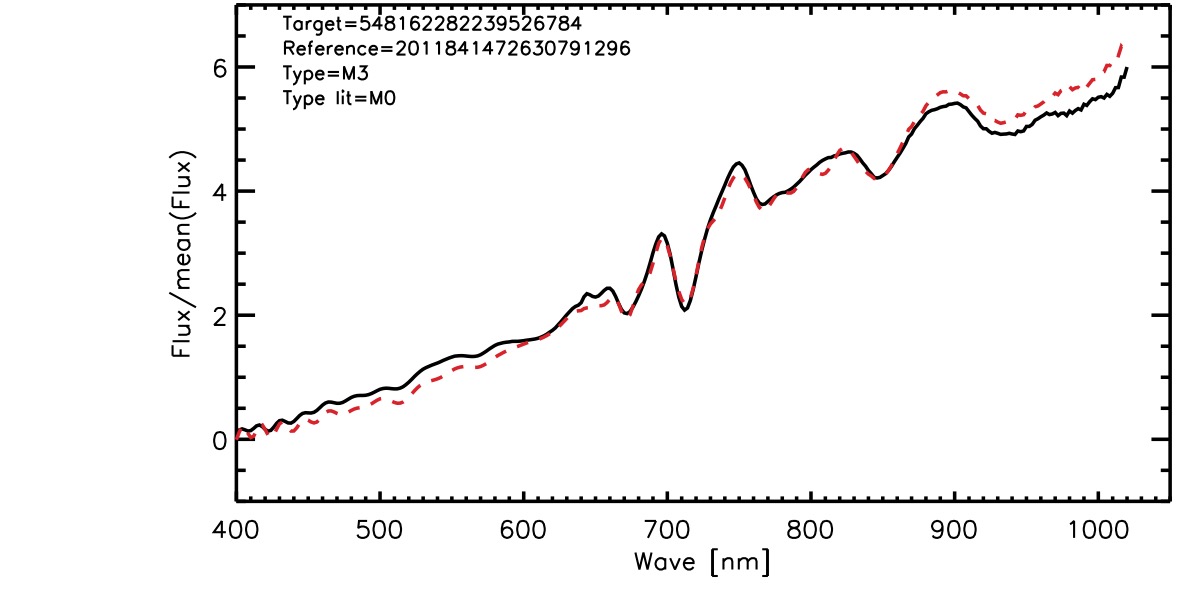 Target=548162282239526784
Reference=2011841472630791296
Type=M3
Type lit=M0
Flux/mean(Flux)
6
4
2
0
400 500 600 700 800 900 1000
Wave [nm]